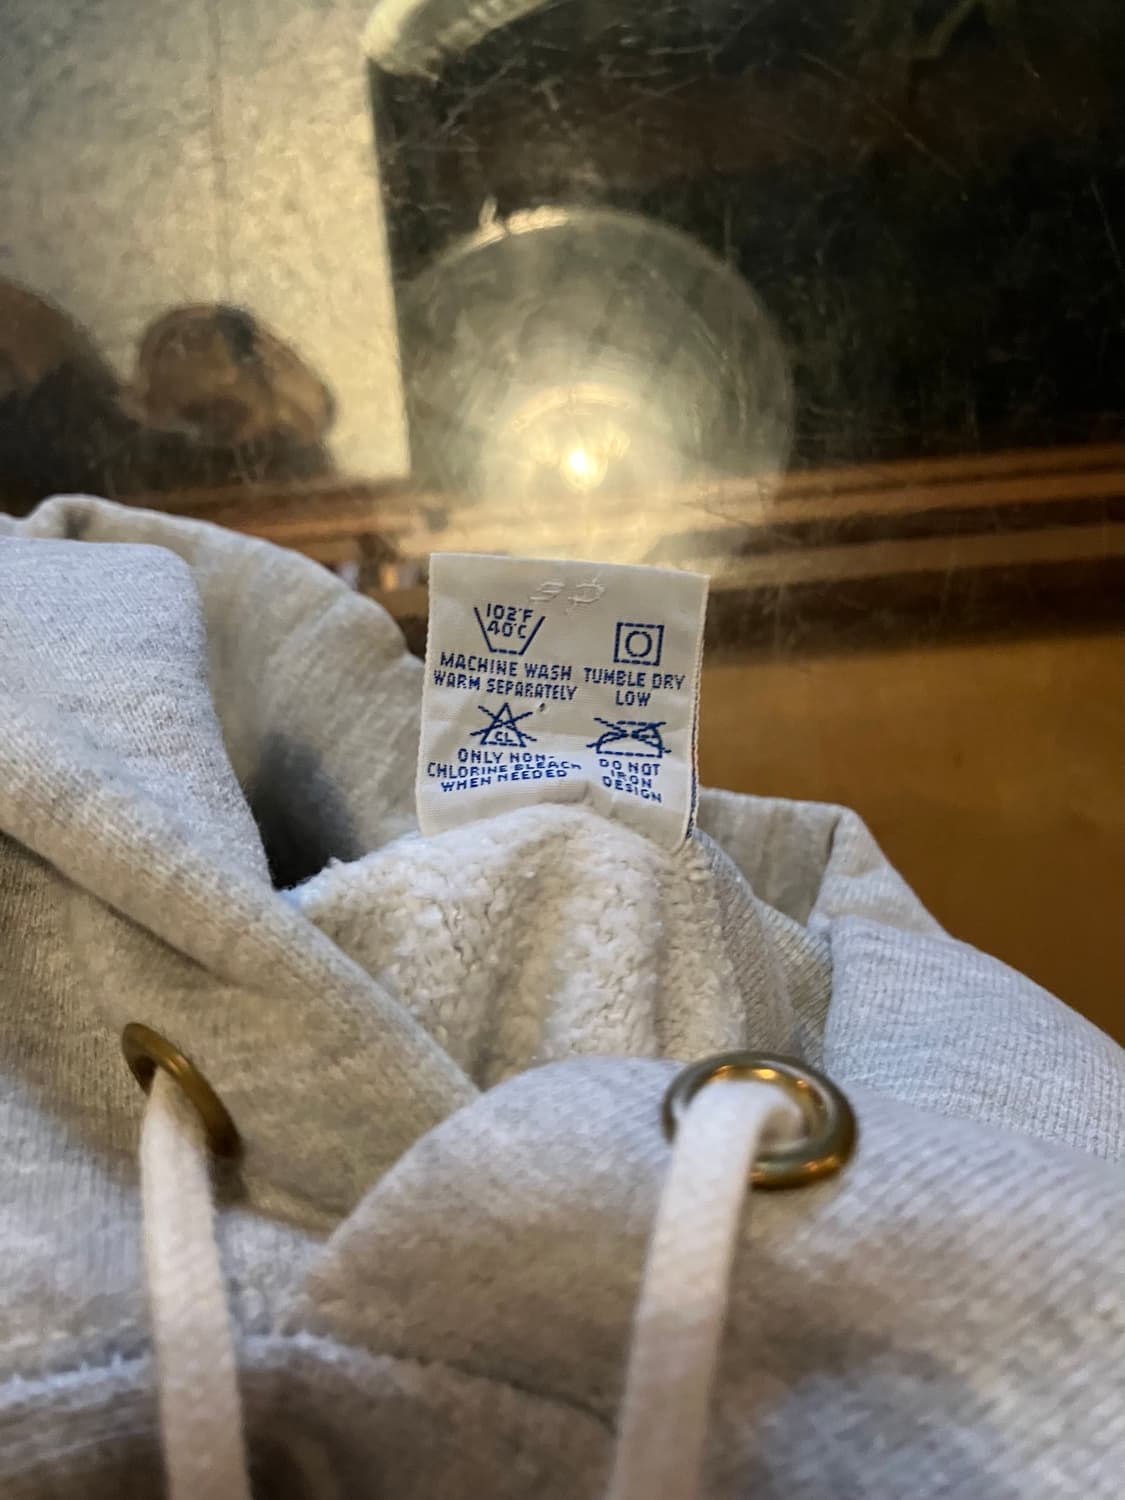 102°F
40°C
MACHINE WASH
WARM SEPARATELY
TUMBLE DRY
LOW
CL
ONLY NON-
CHLORINE BLEACH
WHEN NEEDED
DO NOT
IRON
DESIGN